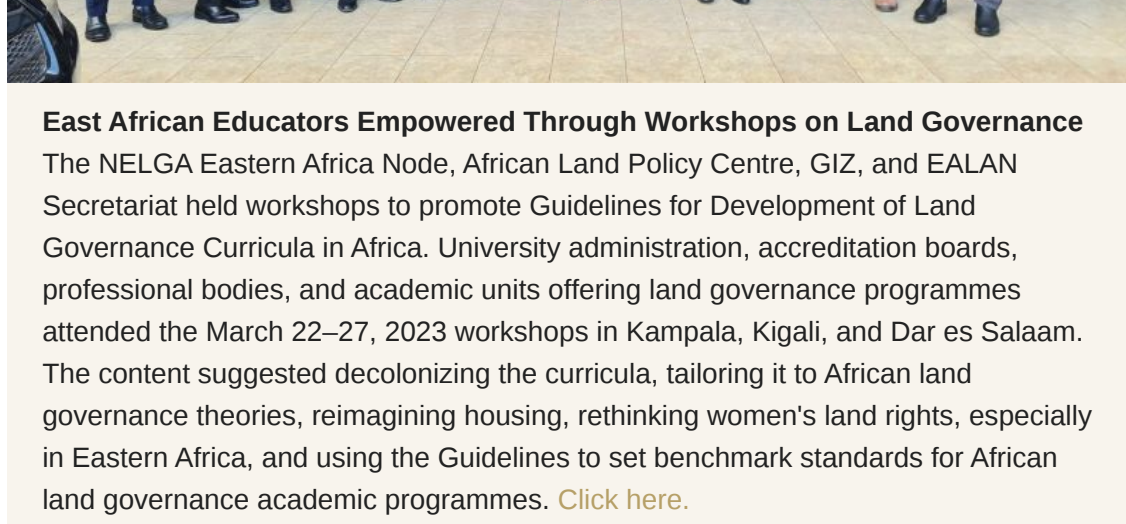 East African Educators Empowered Through Workshops on Land Governance
The NELGA Eastern Africa Node, African Land Policy Centre, GIZ, and EALAN
Secretariat held workshops to promote Guidelines for Development of Land
Governance Curricula in Africa. University administration, accreditation boards,
professional bodies, and academic units offering land governance programmes
attended the March 22–27, 2023 workshops in Kampala, Kigali, and Dar es Salaam.
The content suggested decolonizing the curricula, tailoring it to African land
governance theories, reimagining housing, rethinking women's land rights, especially
in Eastern Africa, and using the Guidelines to set benchmark standards for African
land governance academic programmes. Click here.